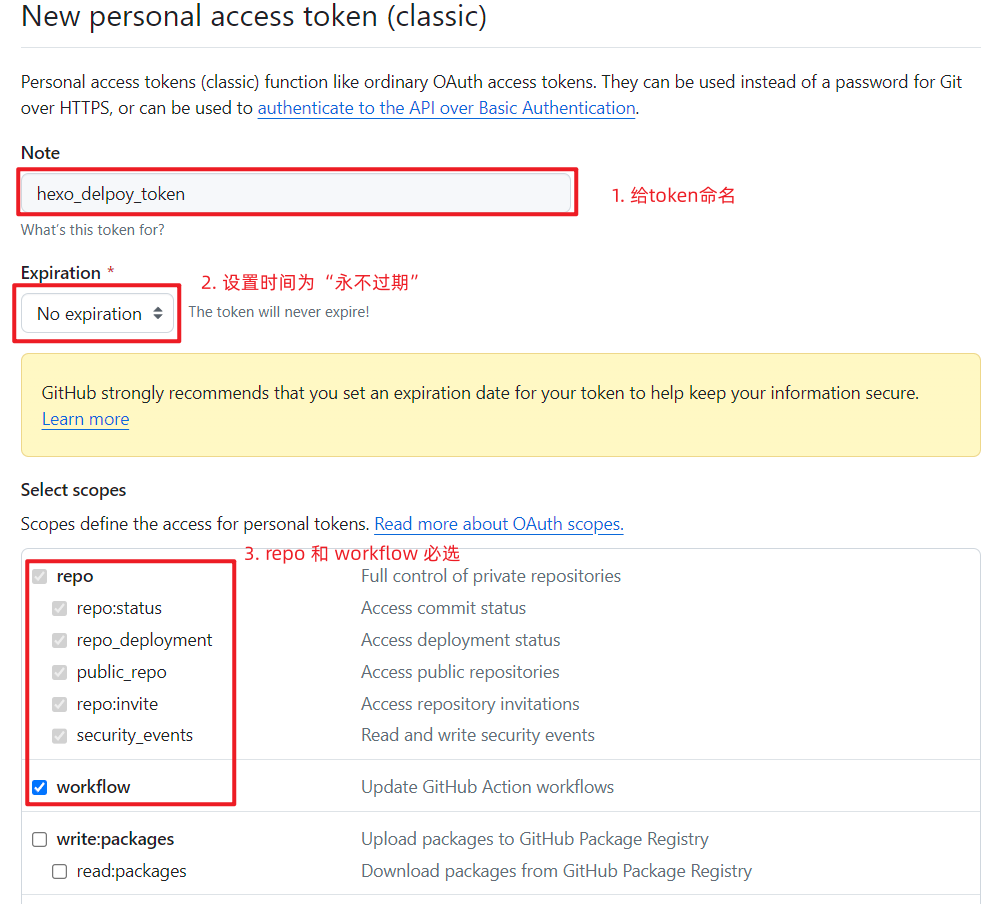 New personal access token (classic)
Personal access tokens (classic) function like ordinary OAuth access tokens. They can be used instead of a password for Git
over HTTPS, or can be used to authenticate to the API over Basic Authentication.
Note
hexo_delpoy_token
1. 给token命名
What's this token for?
Expiration *
2. 设置时间为“永不过期”
No expiration
The token will never expire!
GitHub strongly recommends that you set an expiration date for your token to help keep your information secure.
Learn more
Select scopes
Scopes define the access for personal tokens. Read more about OAuth scopes.
3. repo 和 workflow 必选
repo Full control of private repositories
repo:status Access commit status
repo_deployment Access deployment status
public_repo Access public repositories
repo:invite Access repository invitations
security_events Read and write security events
workflow Update GitHub Action workflows
write:packages Upload packages to GitHub Package Registry
read:packages Download packages from GitHub Package Registry